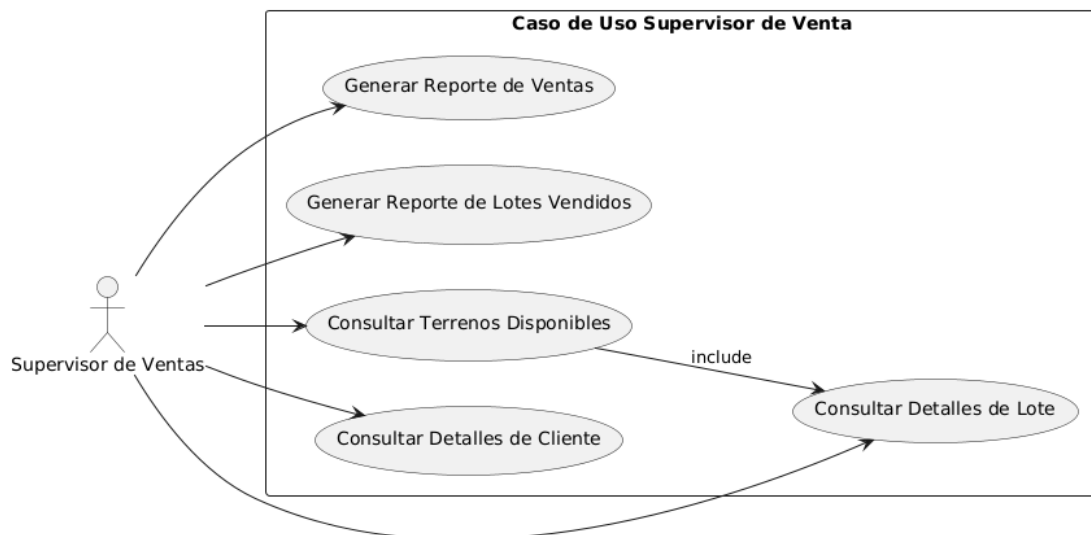 Caso de Uso Supervisor de Venta
Generar Reporte de Ventas
Generar Reporte de Lotes Vendidos
Consultar Terrenos Disponibles
include
Supervisor de Ventas
Consultar Detalles de Lote
Consultar Detalles de Cliente